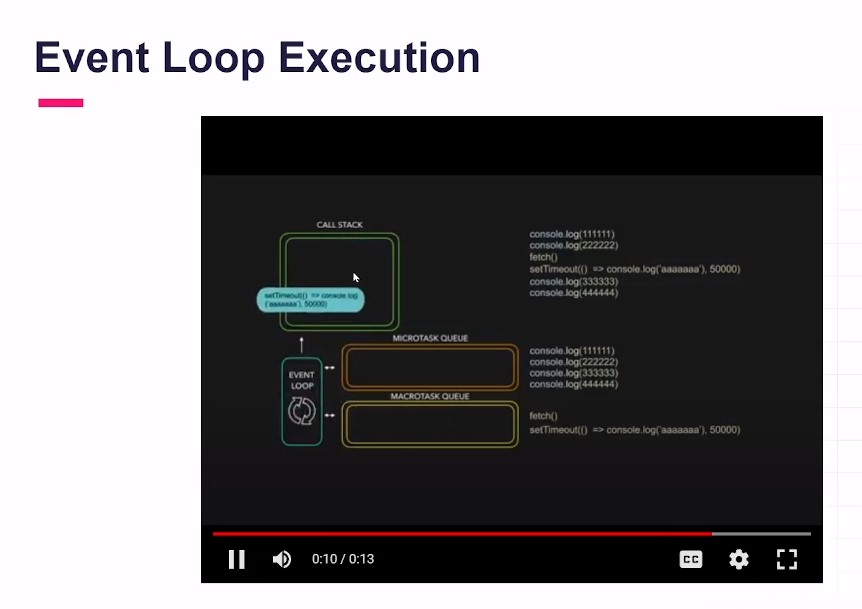 Event Loop Execution
CALL STACK
setTimeout(() => console.log
('aaaaaaa'), 50000)
console.log(111111)
console.log(222222)
fetch()
setTimeout(() => console.log('aaaaaaa'), 50000)
console.log(333333)
console.log(444444)
MICROTASK QUEUE
console.log(111111)
console.log(222222)
console.log(333333)
console.log(444444)
EVENT
LOOP
MACROTASK QUEUE
fetch()
setTimeout(() => console.log('aaaaaaa'), 50000)
0:10 / 0:13
CC